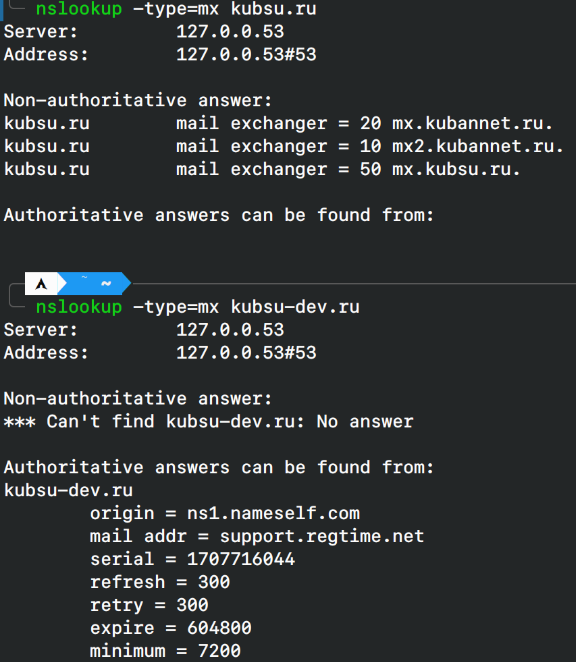 nslookup -type=mx kubsu.ru
Server:         127.0.0.53
Address:        127.0.0.53#53

Non-authoritative answer:
kubsu.ru        mail exchanger = 20 mx.kubannet.ru.
kubsu.ru        mail exchanger = 10 mx2.kubannet.ru.
kubsu.ru        mail exchanger = 50 mx.kubsu.ru.

Authoritative answers can be found from:

~ ~
nslookup -type=mx kubsu-dev.ru
Server:         127.0.0.53
Address:        127.0.0.53#53

Non-authoritative answer:
*** Can't find kubsu-dev.ru: No answer

Authoritative answers can be found from:
kubsu-dev.ru
        origin = ns1.nameself.com
        mail addr = support.regtime.net
        serial = 1707716044
        refresh = 300
        retry = 300
        expire = 604800
        minimum = 7200